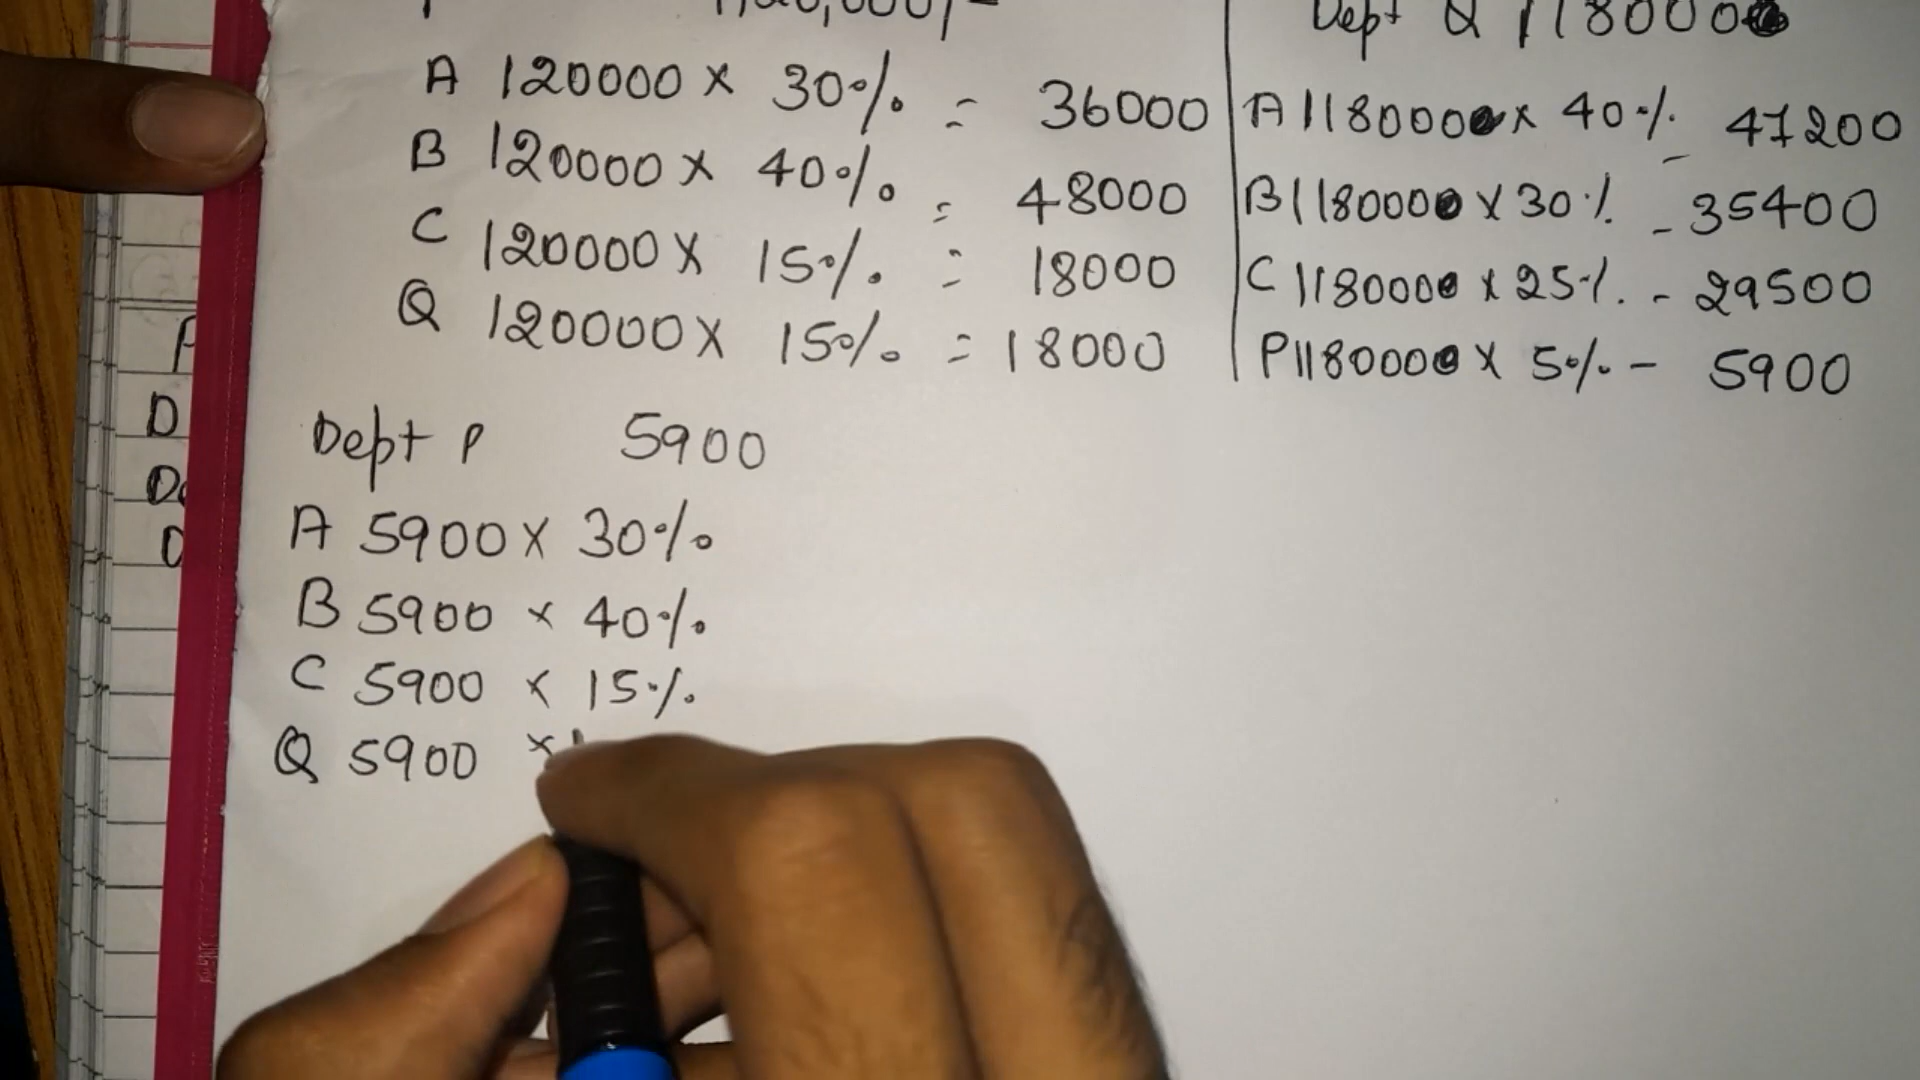 Dept Q 118000
A 120000 x 30% = 36000
B 120000 x 40% = 48000
C 120000 x 15% = 18000
Q 120000 x 15% = 18000
A 118000 x 40% - 47200
B 118000 x 30% - 35400
C 118000 x 25% - 29500
P 118000 x 5% - 5900
Dept P 5900
A 5900 x 30%
B 5900 x 40%
C 5900 x 15%
Q 5900 x
D